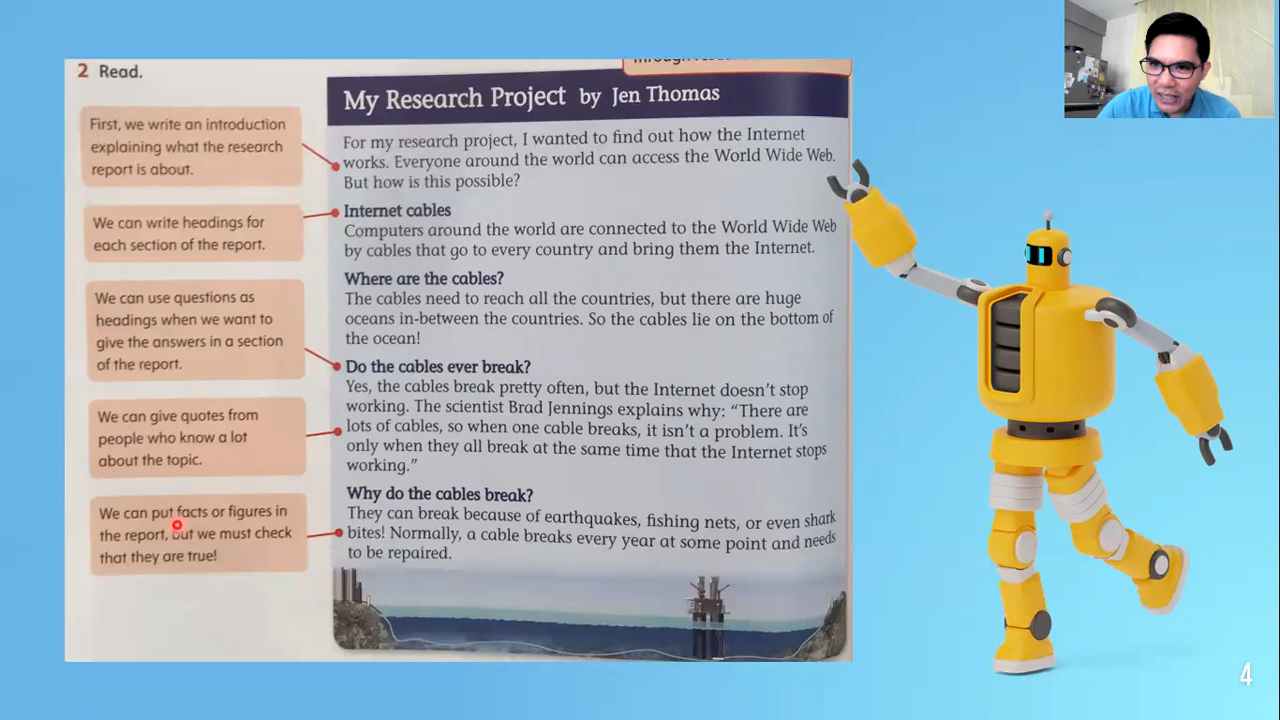 through resea
2 Read.
My Research Project by Jen Thomas
First, we write an introduction
explaining what the research
report is about.
For my research project, I wanted to find out how the Internet
works. Everyone around the world can access the World Wide Web.
But how is this possible?
We can write headings for
each section of the report.
Internet cables
Computers around the world are connected to the World Wide Web
by cables that go to every country and bring them the Internet.
We can use questions as
headings when we want to
give the answers in a section
of the report.
Where are the cables?
The cables need to reach all the countries, but there are huge
oceans in-between the countries. So the cables lie on the bottom of
the ocean!
Do the cables ever break?
Yes, the cables break pretty often, but the Internet doesn't stop
working. The scientist Brad Jennings explains why: “There are
lots of cables, so when one cable breaks, it isn't a problem. It's
only when they all break at the same time that the Internet stops
working.”
We can give quotes from
people who know a lot
about the topic.
Why do the cables break?
They can break because of earthquakes, fishing nets, or even shark
bites! Normally, a cable breaks every year at some point and needs
to be repaired.
We can put facts or figures in
the report, but we must check
that they are true!
4